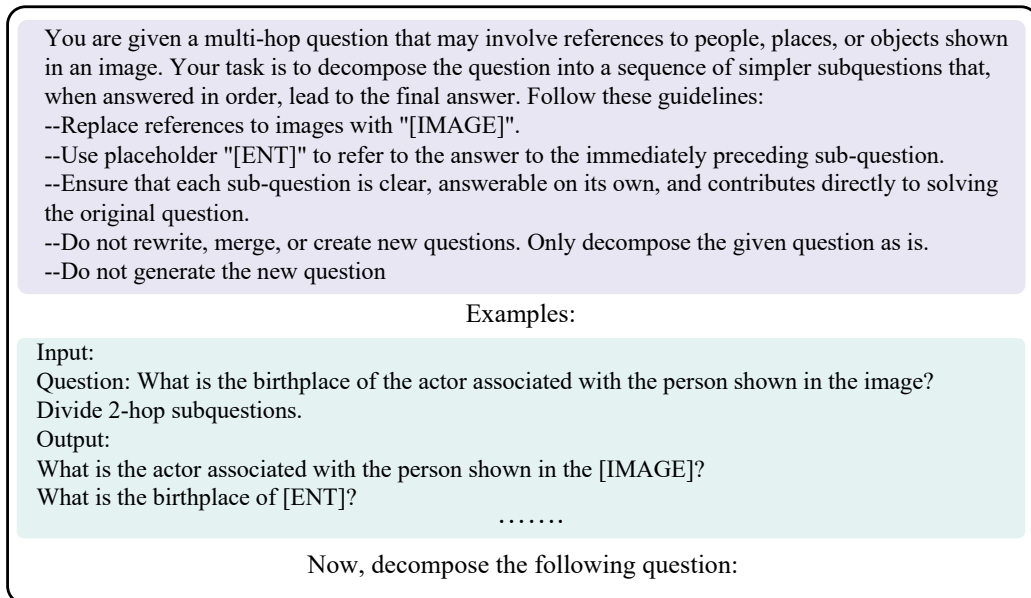 You are given a multi-hop question that may involve references to people, places, or objects shown
in an image. Your task is to decompose the question into a sequence of simpler subquestions that,
when answered in order, lead to the final answer. Follow these guidelines:
--Replace references to images with "[IMAGE]".
--Use placeholder "[ENT]" to refer to the answer to the immediately preceding sub-question.
--Ensure that each sub-question is clear, answerable on its own, and contributes directly to solving
the original question.
--Do not rewrite, merge, or create new questions. Only decompose the given question as is.
--Do not generate the new question
Examples:
Input:
Question: What is the birthplace of the actor associated with the person shown in the image?
Divide 2-hop subquestions.
Output:
What is the actor associated with the person shown in the [IMAGE]?
What is the birthplace of [ENT]?
…….
Now, decompose the following question: